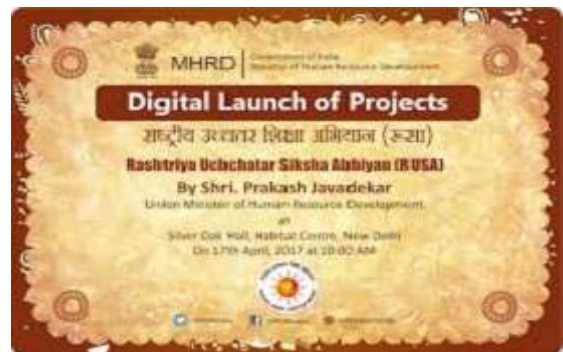 MHRD Government of India
Ministry of Human Resource Development
Digital Launch of Projects
राष्ट्रीय उच्चतर शिक्षा अभियान (रूसा)
Rashtriya Uchchatar Siksha Abhiyan (RUSA)
By Shri. Prakash Javadekar
Union Minister of Human Resource Development
at
Silver Oak Hall, Habitat Centre, New Delhi
On 17th April, 2017 at 10:00 AM